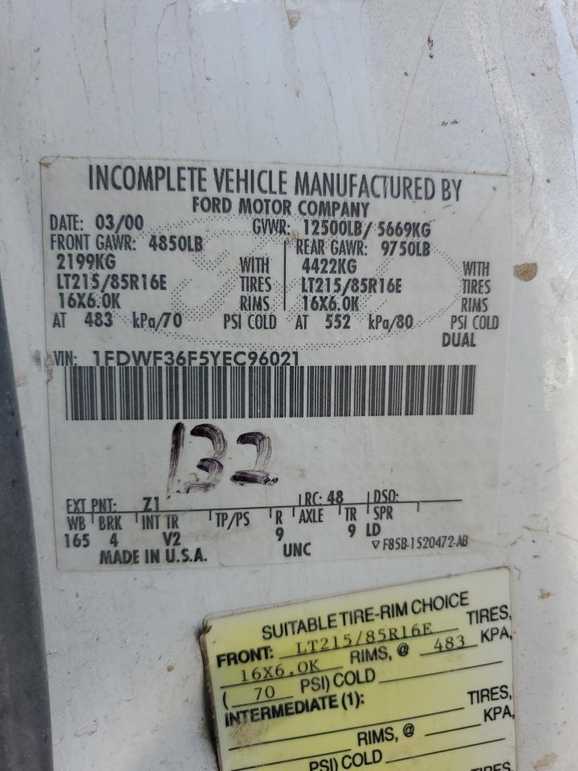 INCOMPLETE VEHICLE MANUFACTURED BY
FORD MOTOR COMPANY
DATE: 03/00 GVWR: 12500LB/ 5669KG
FRONT GAWR: 4850LB REAR GAWR: 9750LB
2199KG WITH 4422KG WITH
LT215/85R16E TIRES LT215/85R16E TIRES
16X6.0K RIMS 16X6.0K RIMS
AT 483 kPa/70 PSI COLD AT 552 kPa/80 PSI COLD
DUAL
VIN: 1FDWF36F5YEC96021
132
EXT PNT: Z1 RC: 48 DSO:
WB BRK INT TR TP/PS R AXLE TR SPR
165 4 V2 9 9 LD
MADE IN U.S.A. UNC F85B-1520472-AB
SUITABLE TIRE-RIM CHOICE
FRONT: LT215/85R16E TIRES,
16X6.0K RIMS, @ 483 KPA,
( 70 PSI) COLD
INTERMEDIATE (1): TIRES,
RIMS, @ KPA,
PSI) COLD